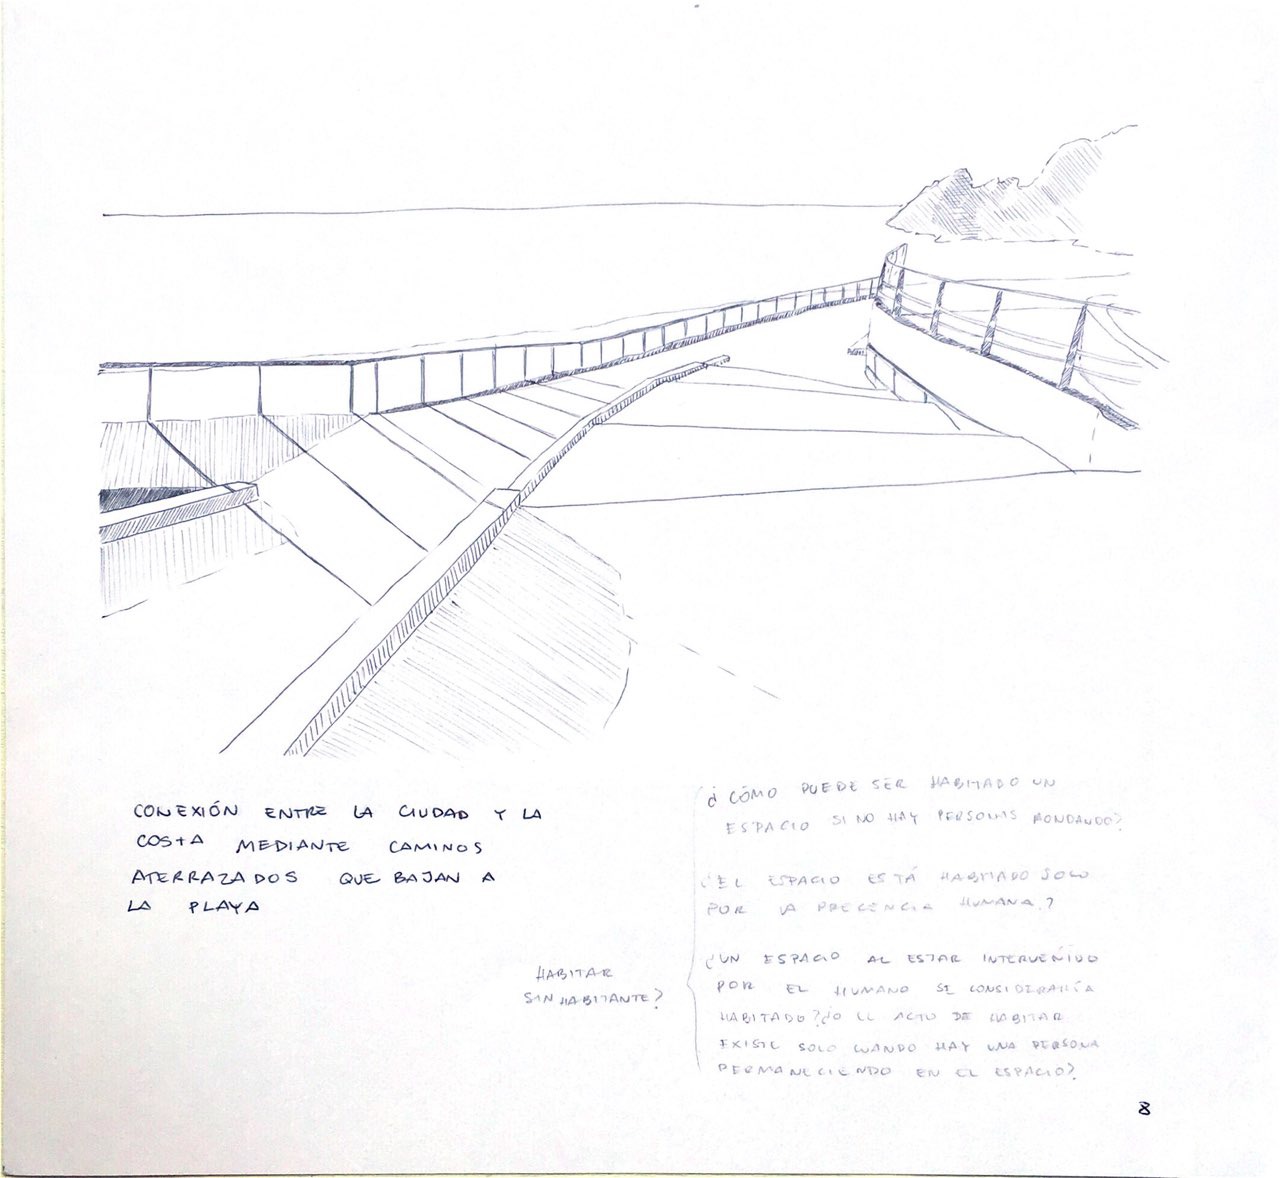 CONEXIÓN ENTRE LA CIUDAD Y LA
COSTA MEDIANTE CAMINOS
ATERRAZADOS QUE BAJAN A
LA PLAYA
HABITAR
SIN HABITANTE?
¿CÓMO PUEDE SER HABITADO UN
ESPACIO SI NO HAY PERSONAS RONDANDO?
¿EL ESPACIO ESTÁ HABITADO SOLO
POR LA PRECENCIA HUMANA?
¿UN ESPACIO AL ESTAR INTERVENIDO
POR EL HUMANO SE CONSIDERARÍA
HABITADO? ¿O EL ACTO DE HABITAR
EXISTE SOLO CUANDO HAY UNA PERSONA
PERMANECIENDO EN EL ESPACIO?
8